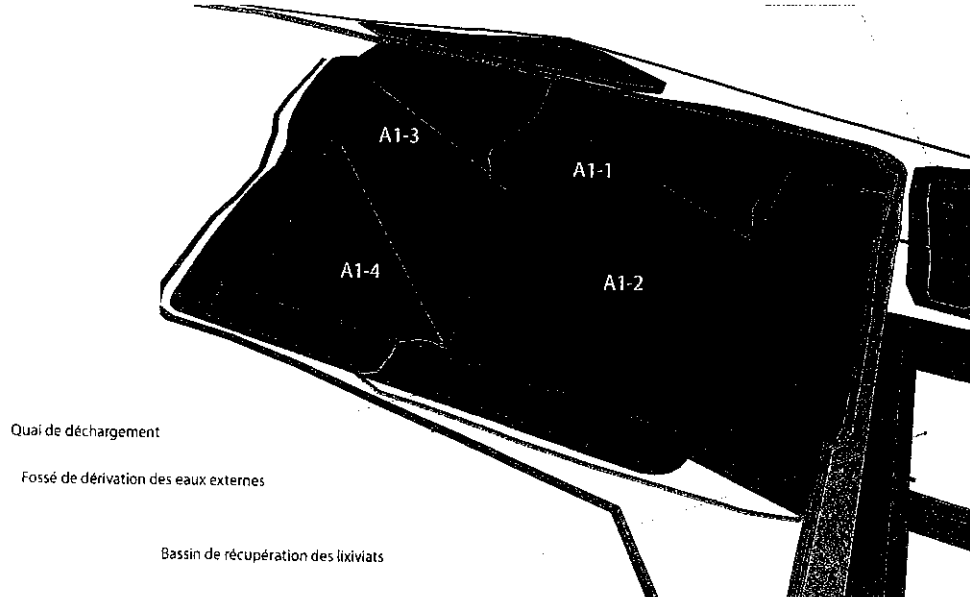 A1-3
A1-1
A1-4
A1-2
Quai de déchargement
Fossé de dérivation des eaux externes
Bassin de récupération des lixiviats